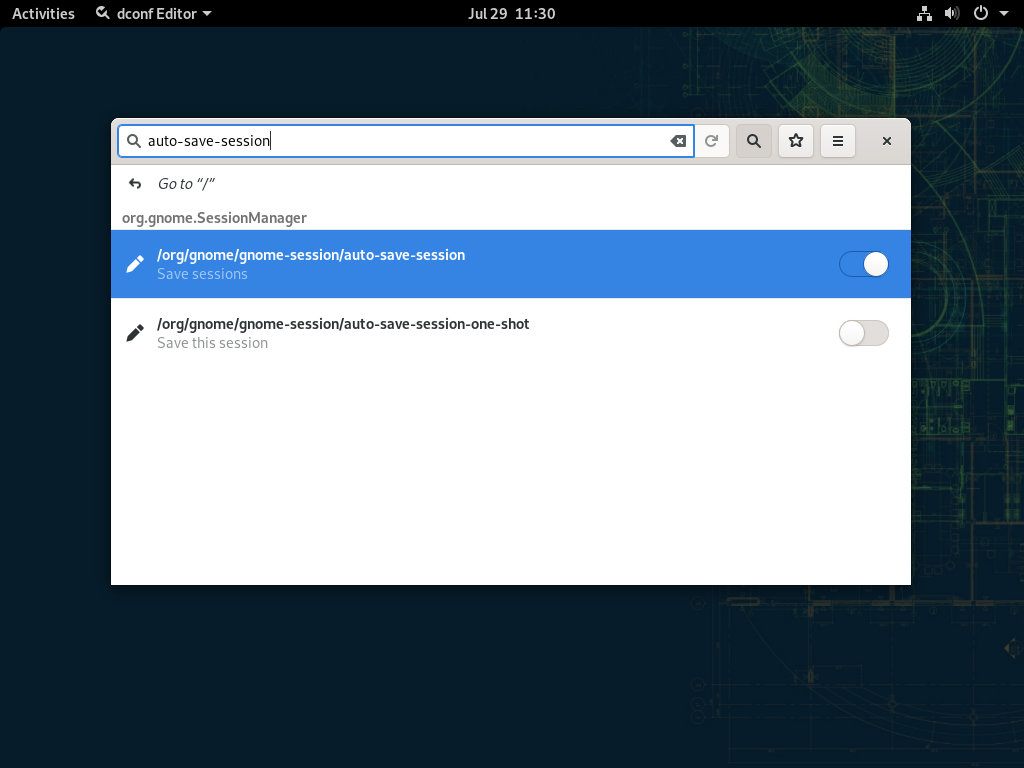 Activities dconf Editor Jul 29 11:30
auto-save-session
Go to “/”
org.gnome.SessionManager
/org/gnome/gnome-session/auto-save-session
Save sessions
/org/gnome/gnome-session/auto-save-session-one-shot
Save this session